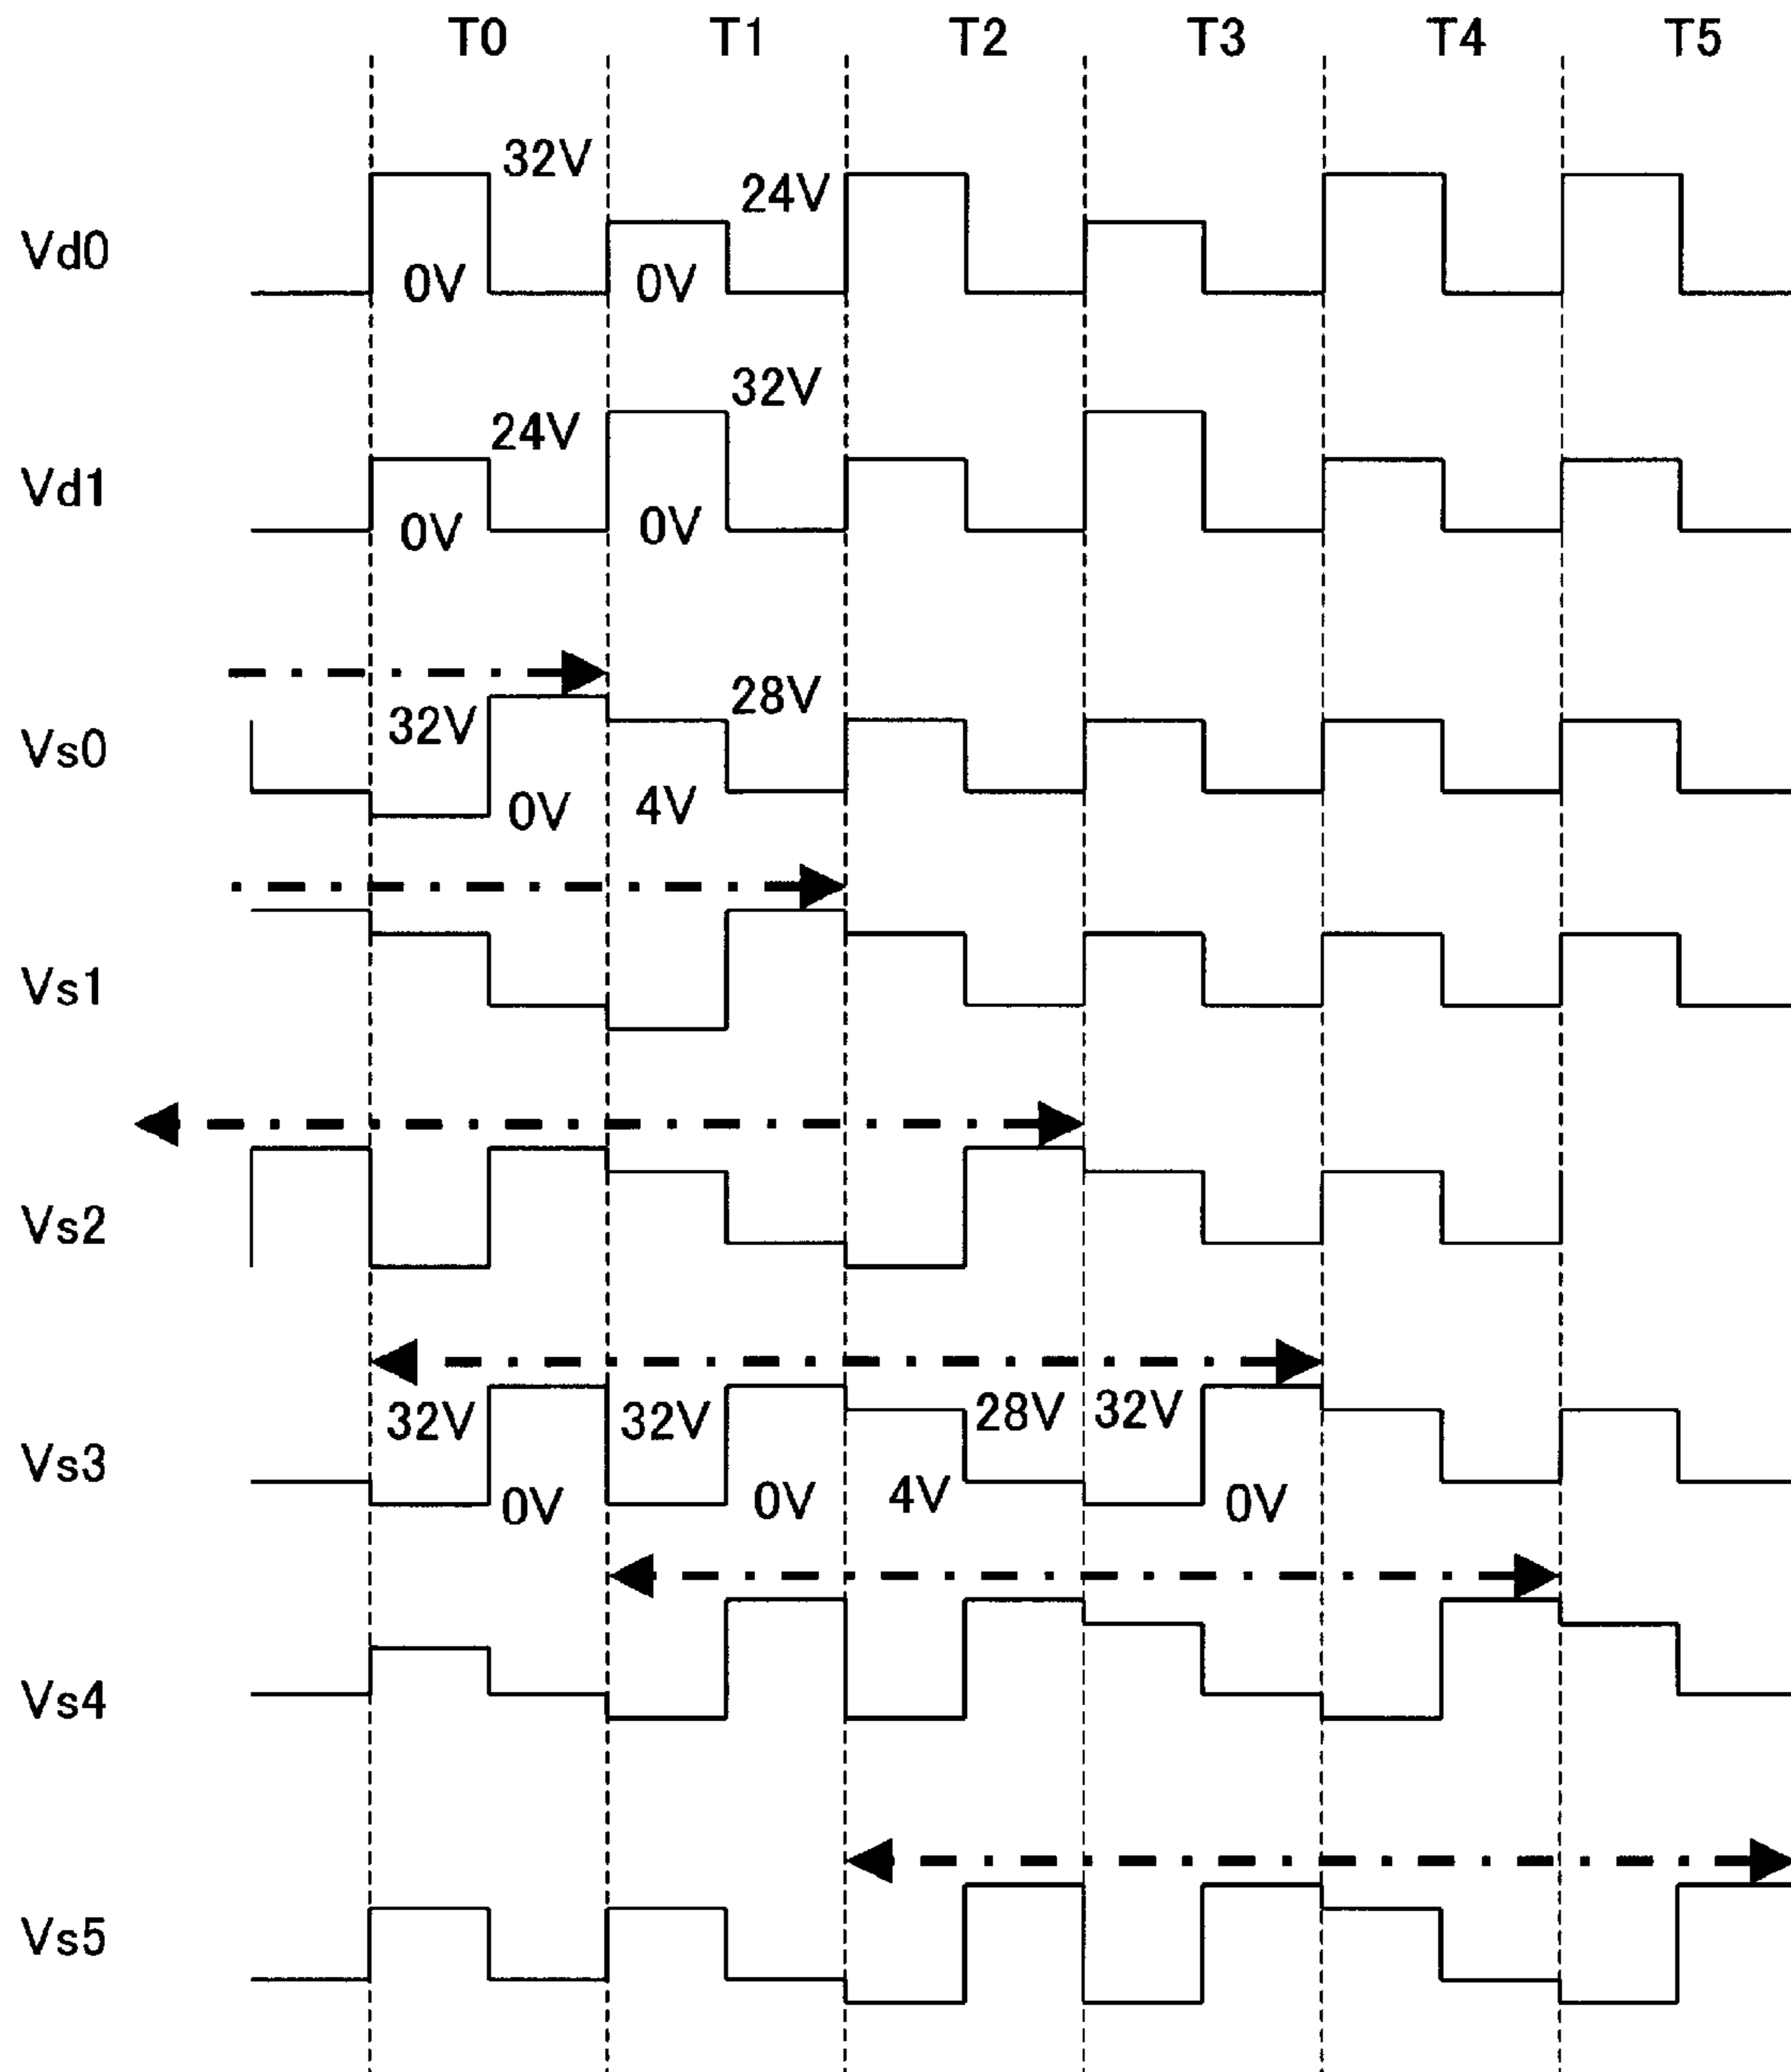 T0 T1 T2 T3 T4 T5
32V
24V
Vd0
0V 0V
32V
24V
Vd1
0V 0V
28V
32V
Vs0
0V 4V
Vs1
Vs2
32V 32V 28V 32V
Vs3
0V 0V 4V 0V
Vs4
Vs5